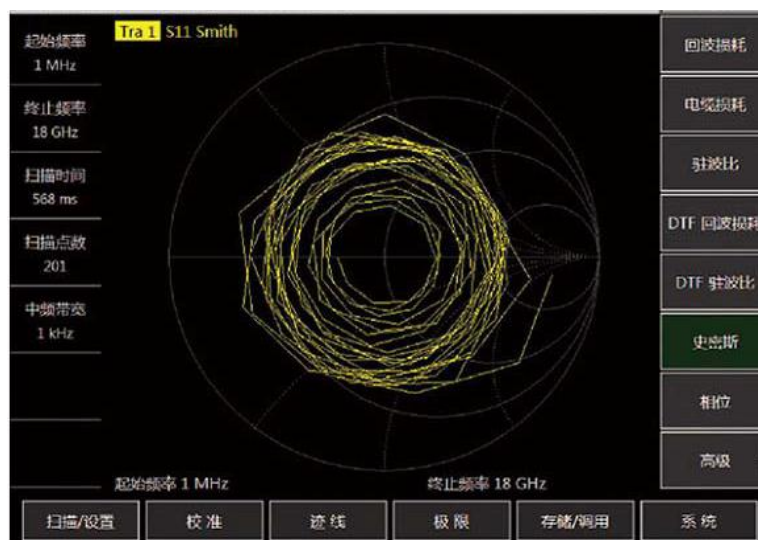 Tra 1 S11 Smith
起始频率
1 MHz
终止频率
18 GHz
扫描时间
568 ms
扫描点数
201
中频带宽
1 kHz
回波损耗
电缆损耗
驻波比
DTF 回波损耗
DTF 驻波比
史密斯
相位
高级
起始频率 1 MHz 终止频率 18 GHz
扫描/设置 校准 迹线 极限 存储/调用 系统